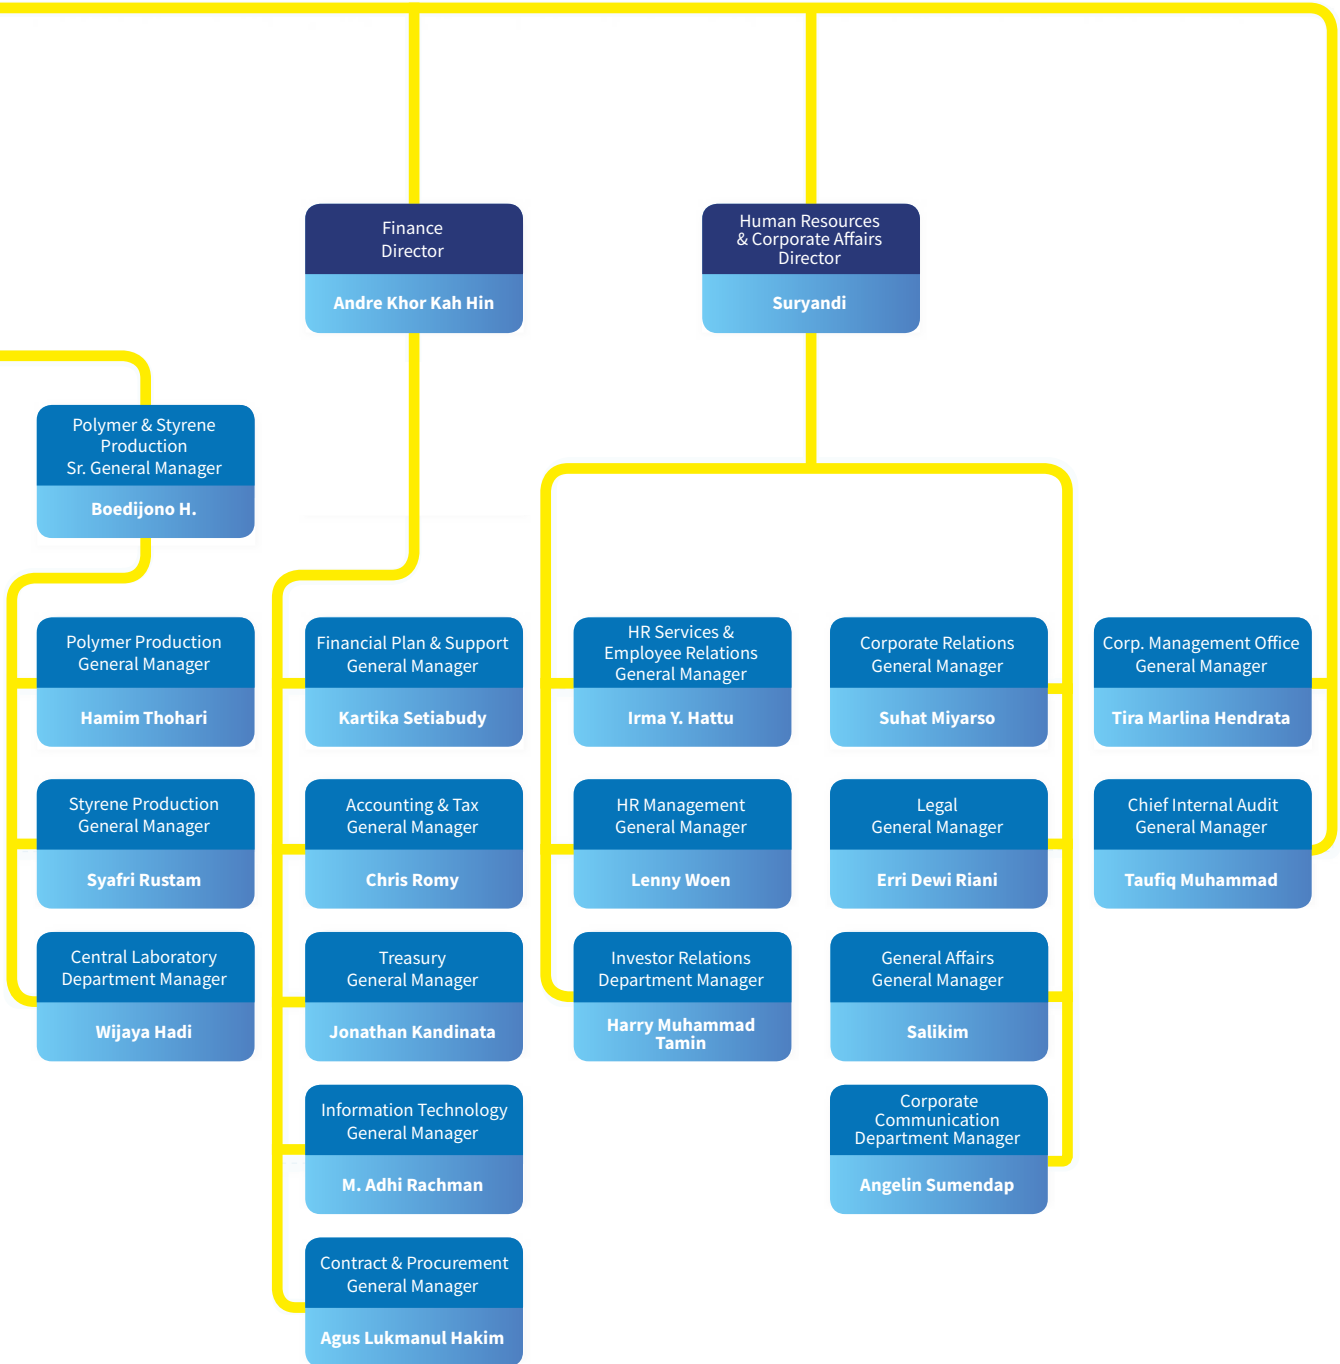 Finance
Director
Andre Khor Kah Hin
Human Resources
& Corporate Affairs
Director
Suryandi
Polymer & Styrene
Production
Sr. General Manager
Boedijono H.
Polymer Production
General Manager
Hamim Thohari
Styrene Production
General Manager
Syafri Rustam
Central Laboratory
Department Manager
Wijaya Hadi
Financial Plan & Support
General Manager
Kartika Setiabudy
Accounting & Tax
General Manager
Chris Romy
Treasury
General Manager
Jonathan Kandinata
Information Technology
General Manager
M. Adhi Rachman
Contract & Procurement
General Manager
Agus Lukmanul Hakim
HR Services &
Employee Relations
General Manager
Irma Y. Hattu
HR Management
General Manager
Lenny Woen
Investor Relations
Department Manager
Harry Muhammad
Tamin
Corporate Relations
General Manager
Suhat Miyarso
Legal
General Manager
Erri Dewi Riani
General Affairs
General Manager
Salikim
Corporate
Communication
Department Manager
Angelin Sumendap
Corp. Management Office
General Manager
Tira Marlina Hendrata
Chief Internal Audit
General Manager
Taufiq Muhammad